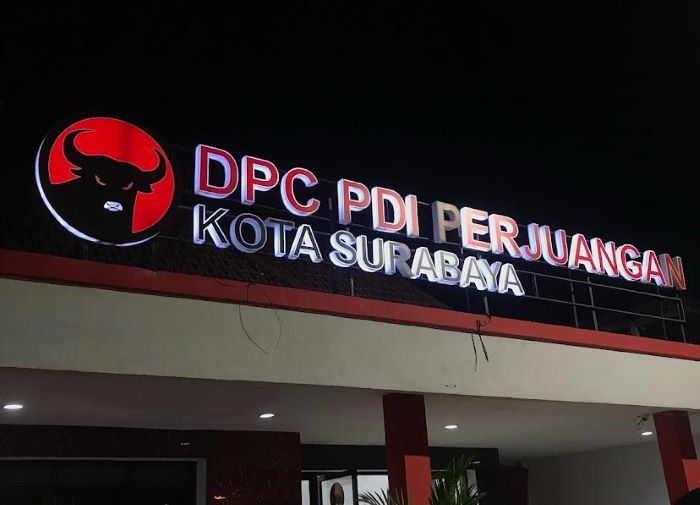 DPC PDI PERJUANGAN
KOTA SURABAYA